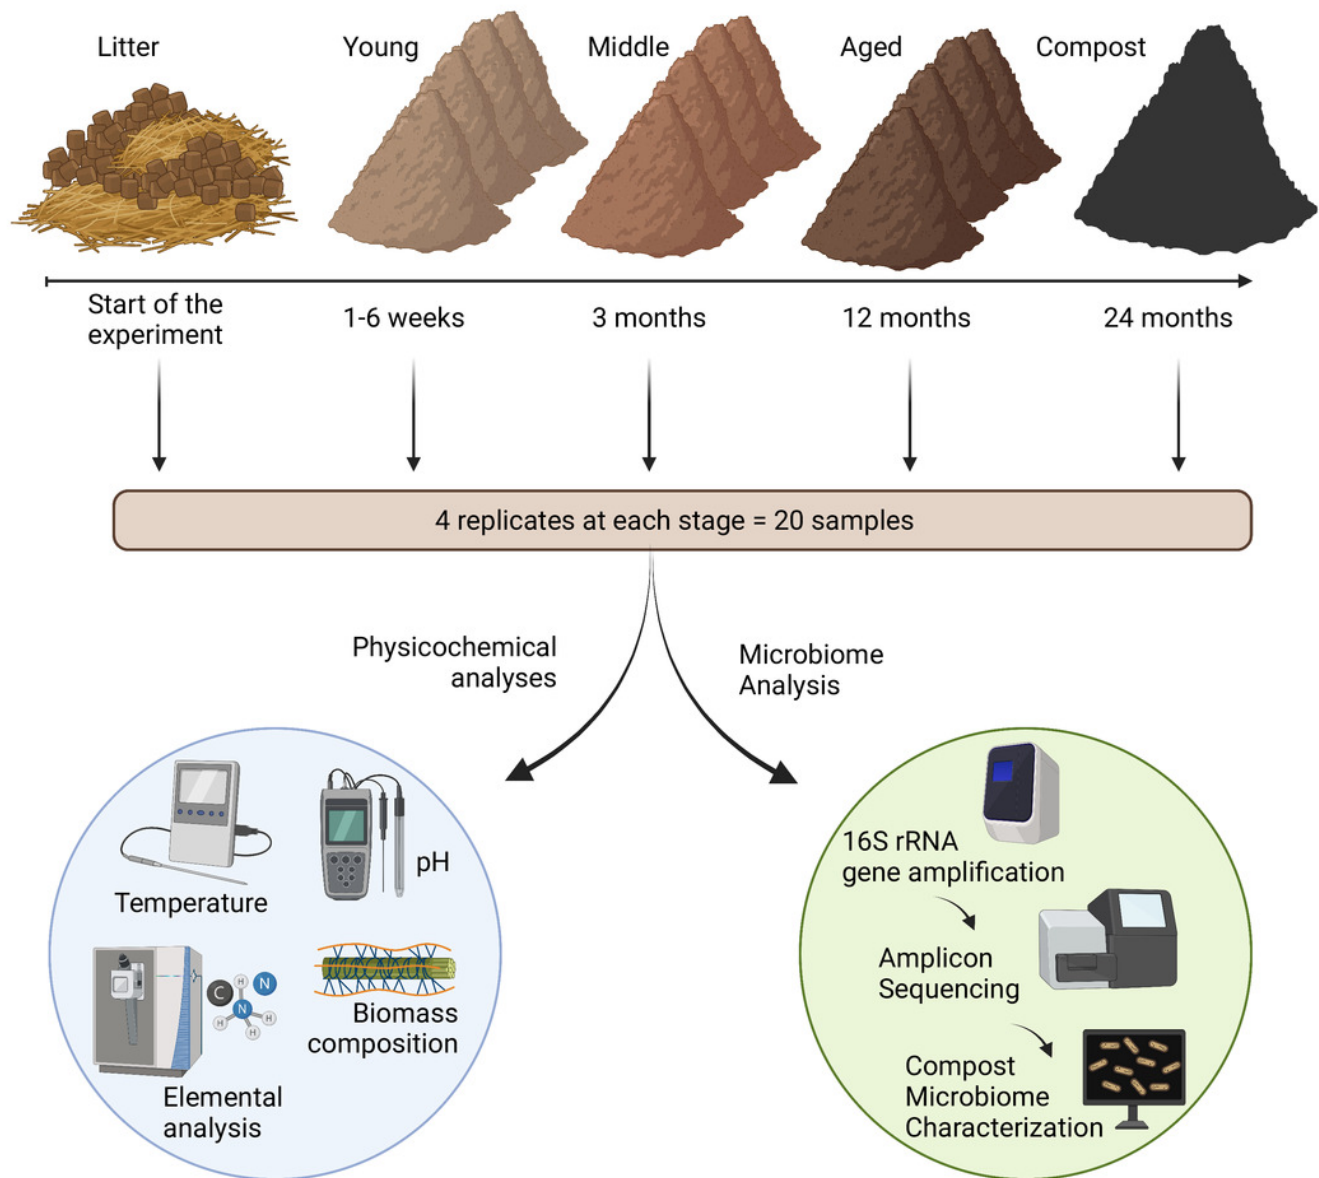 Litter
Young
Middle
Aged
Compost
Start of the
experiment
1-6 weeks
3 months
12 months
24 months
4 replicates at each stage = 20 samples
Physicochemical
analyses
Microbiome
Analysis
Temperature
pH
C
H
N
N
H
H
H
Elemental
analysis
Biomass
composition
16S rRNA
gene amplification
Amplicon
Sequencing
Compost
Microbiome
Characterization